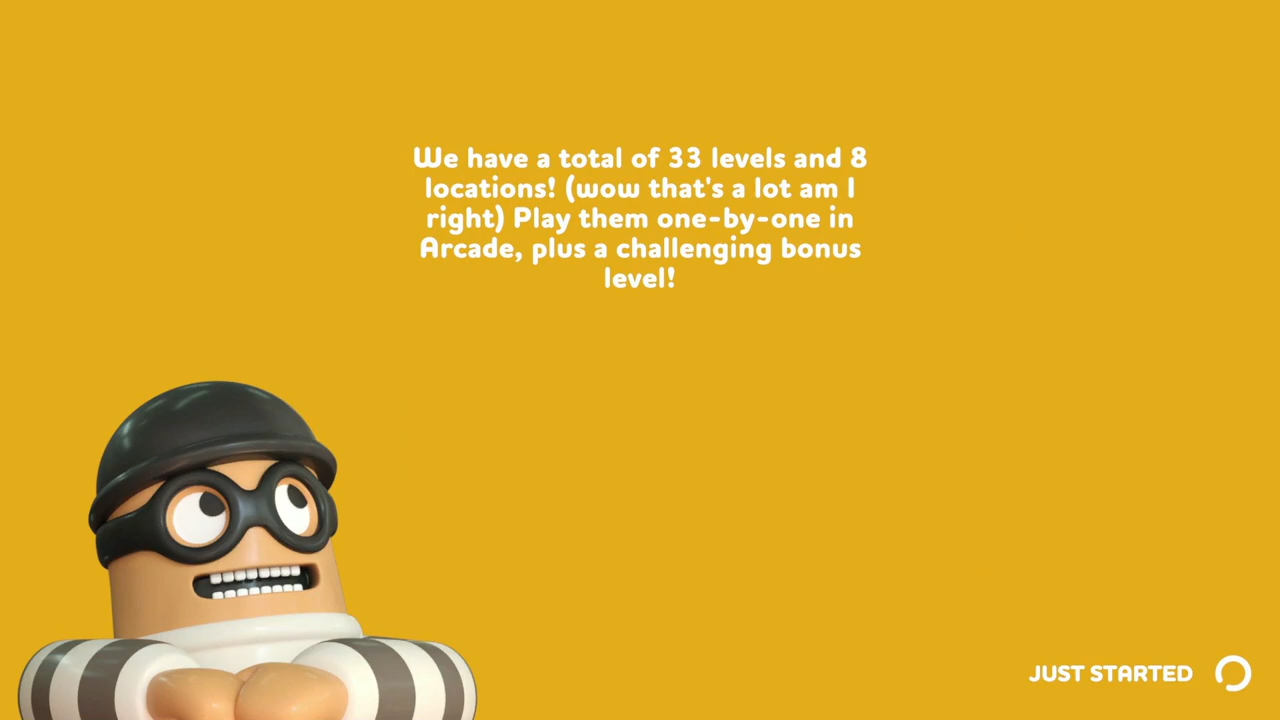 We have a total of 33 levels and 8
locations! (wow that's a lot am I
right) Play them one-by-one in
Arcade, plus a challenging bonus
level!
JUST STARTED